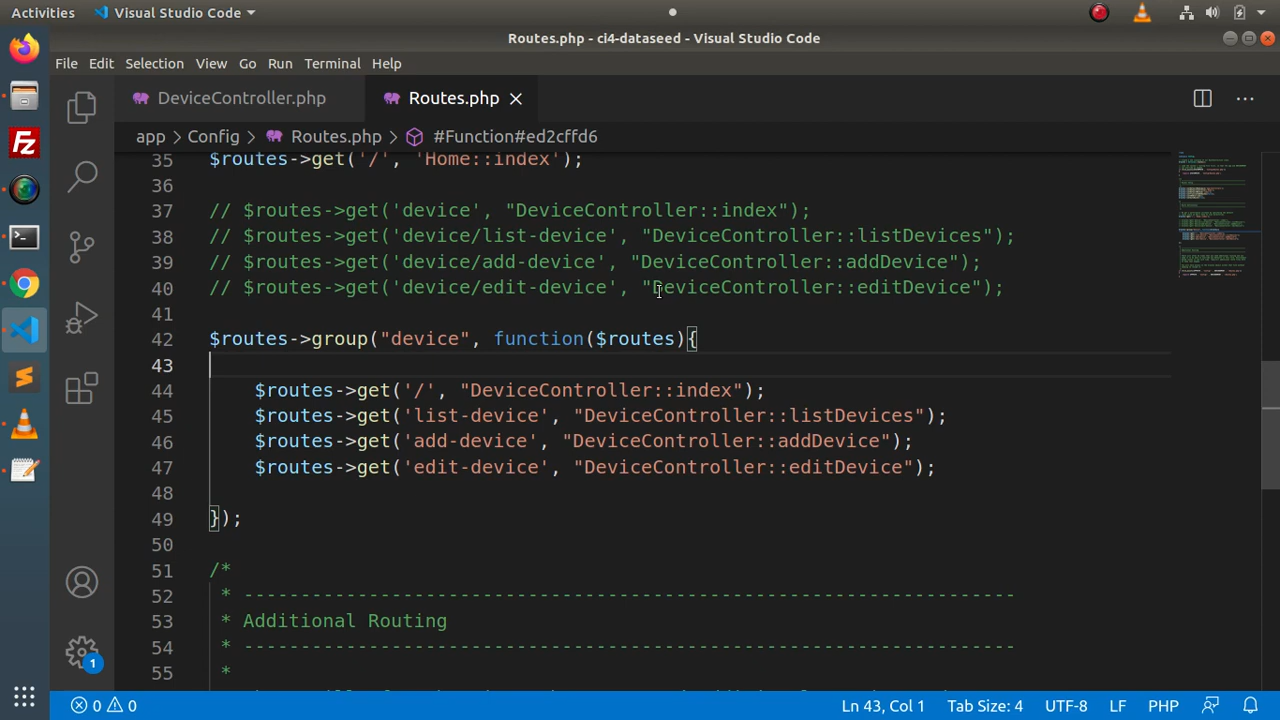 Activities Visual Studio Code
Routes.php - ci4-dataseed - Visual Studio Code
File Edit Selection View Go Run Terminal Help
DeviceController.php Routes.php
app > Config > Routes.php > #Function#ed2cffd6
35 $routes->get('/', 'Home::index');
36
37 // $routes->get('device', "DeviceController::index");
38 // $routes->get('device/list-device', "DeviceController::listDevices");
39 // $routes->get('device/add-device', "DeviceController::addDevice");
40 // $routes->get('device/edit-device', "DeviceController::editDevice");
41
42 $routes->group("device", function($routes){
43
44 $routes->get('/', "DeviceController::index");
45 $routes->get('list-device', "DeviceController::listDevices");
46 $routes->get('add-device', "DeviceController::addDevice");
47 $routes->get('edit-device', "DeviceController::editDevice");
48
49 });
50
51 /*
52 * --------------------------------------------------------------------
53 * Additional Routing
54 * --------------------------------------------------------------------
55 *
1
0 0 Ln 43, Col 1 Tab Size: 4 UTF-8 LF PHP